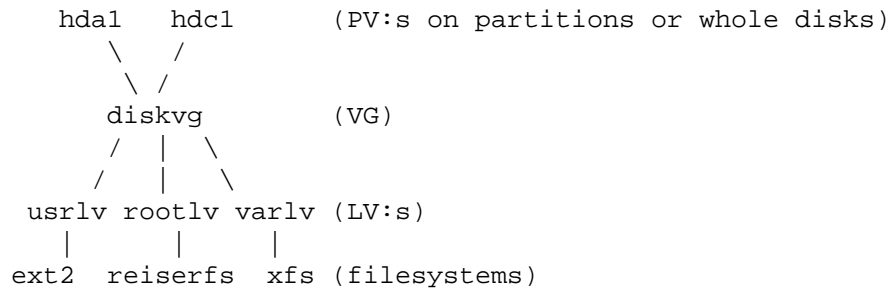 hda1 hdc1 (PV:s on partitions or whole disks)
\ /
\ /
diskvg (VG)
/ | \
/ | \
usrlv rootlv varlv (LV:s)
| | |
ext2 reiserfs xfs (filesystems)